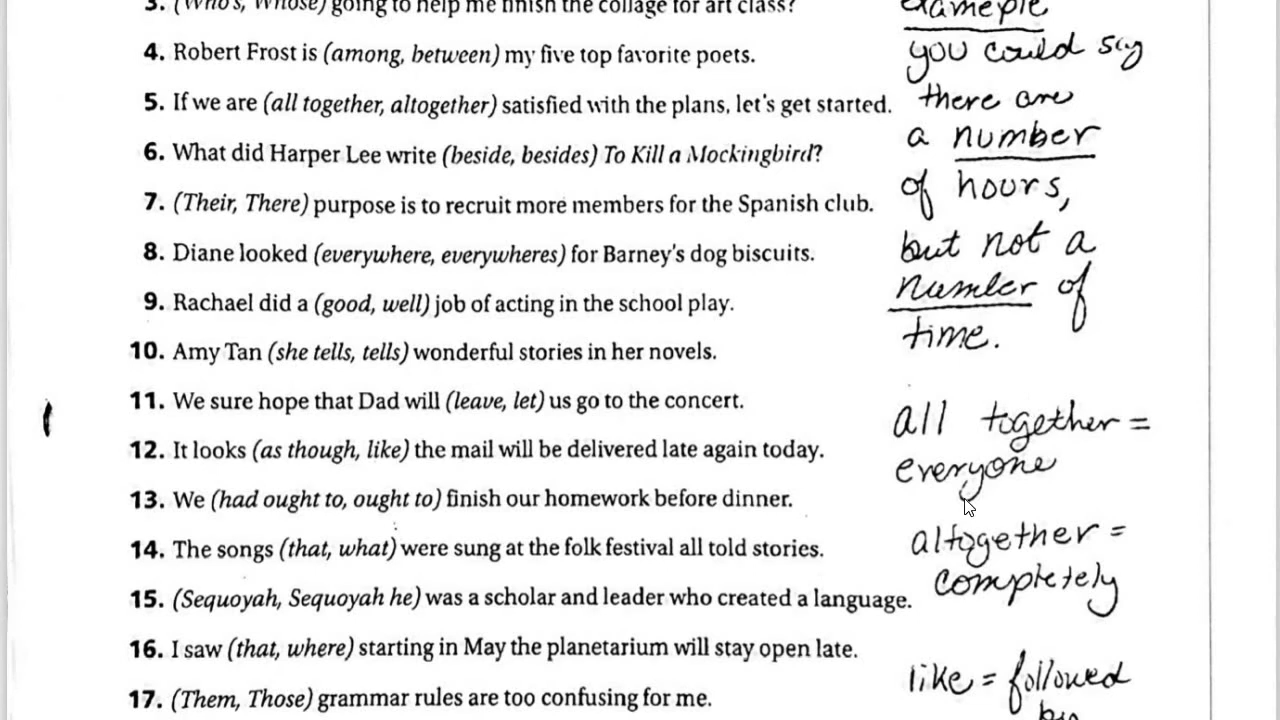 3. (Who's, Whose) going to help me finish the collage for art class?
4. Robert Frost is (among, between) my five top favorite poets.
5. If we are (all together, altogether) satisfied with the plans, let's get started.
6. What did Harper Lee write (beside, besides) To Kill a Mockingbird?
7. (Their, There) purpose is to recruit more members for the Spanish club.
8. Diane looked (everywhere, everywheres) for Barney's dog biscuits.
9. Rachael did a (good, well) job of acting in the school play.
10. Amy Tan (she tells, tells) wonderful stories in her novels.
11. We sure hope that Dad will (leave, let) us go to the concert.
12. It looks (as though, like) the mail will be delivered late again today.
13. We (had ought to, ought to) finish our homework before dinner.
14. The songs (that, what) were sung at the folk festival all told stories.
15. (Sequoyah, Sequoyah he) was a scholar and leader who created a language.
16. I saw (that, where) starting in May the planetarium will stay open late.
17. (Them, Those) grammar rules are too confusing for me.
example
you could say
there are
a number
of hours,
but not a
number of
time.
all together =
everyone
altogether =
completely
like = followed
by